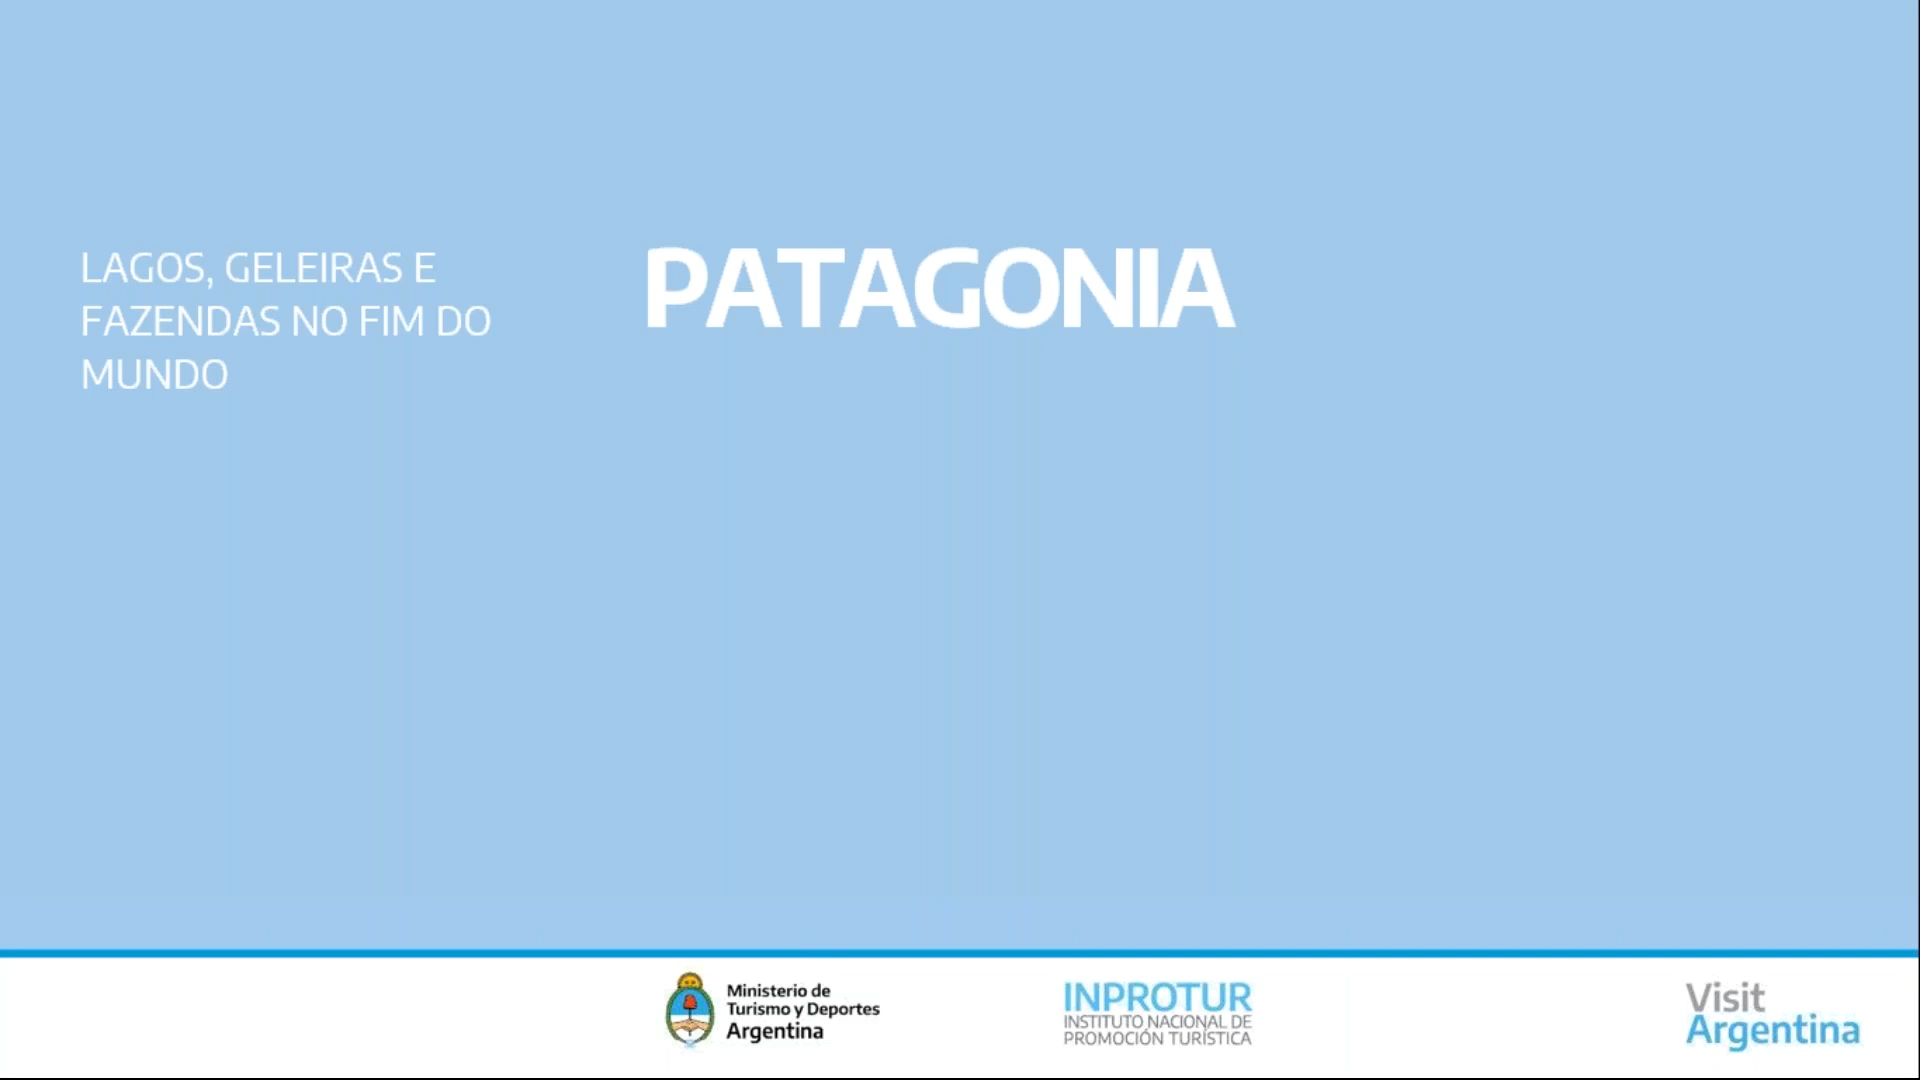 LAGOS, GELEIRAS E
FAZENDAS NO FIM DO
MUNDO
PATAGONIA
Ministerio de
Turismo y Deportes
Argentina
INPROTUR
INSTITUTO NACIONAL DE
PROMOCIÓN TURÍSTICA
Visit
Argentina